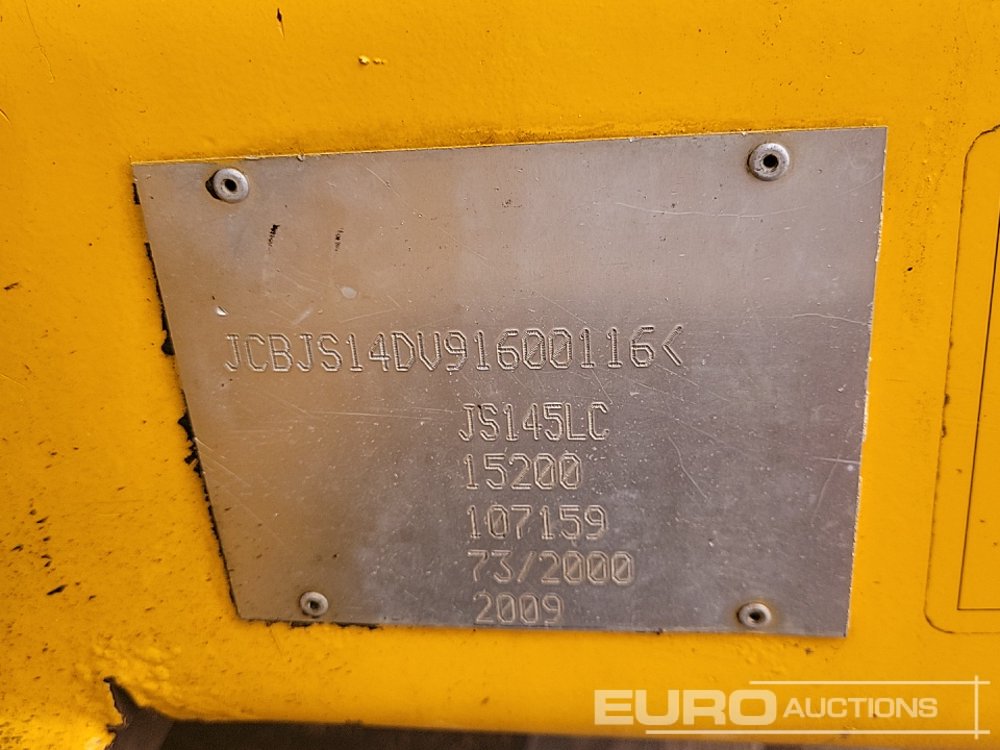 JCBJS14DV91600116<
JS145LC
15200
107159
73/2000
2009
EURO AUCTIONS